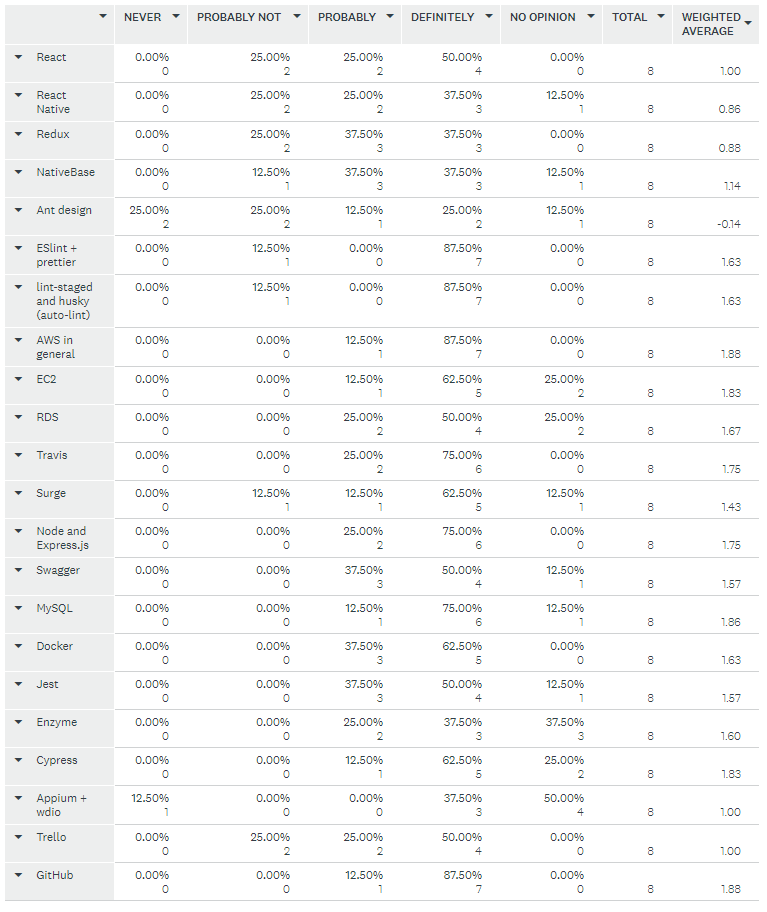 NEVER PROBABLY NOT PROBABLY DEFINITELY NO OPINION TOTAL WEIGHTED
AVERAGE
React 0.00% 25.00% 25.00% 50.00% 0.00%
0 2 2 4 0 8 1.00
React 0.00% 25.00% 25.00% 37.50% 12.50%
Native 0 2 2 3 1 8 0.86
Redux 0.00% 25.00% 37.50% 37.50% 0.00%
0 2 3 3 0 8 0.88
NativeBase 0.00% 12.50% 37.50% 37.50% 12.50%
0 1 3 3 1 8 1.14
Ant design 25.00% 25.00% 12.50% 25.00% 12.50%
2 2 1 2 1 8 -0.14
ESlint + 0.00% 12.50% 0.00% 87.50% 0.00%
prettier 0 1 0 7 0 8 1.63
lint-staged 0.00% 12.50% 0.00% 87.50% 0.00%
and husky 0 1 0 7 0 8 1.63
(auto-lint)
AWS in 0.00% 0.00% 12.50% 87.50% 0.00%
general 0 0 1 7 0 8 1.88
EC2 0.00% 0.00% 12.50% 62.50% 25.00%
0 0 1 5 2 8 1.83
RDS 0.00% 0.00% 25.00% 50.00% 25.00%
0 0 2 4 2 8 1.67
Travis 0.00% 0.00% 25.00% 75.00% 0.00%
0 0 2 6 0 8 1.75
Surge 0.00% 12.50% 12.50% 62.50% 12.50%
0 1 1 5 1 8 1.43
Node and 0.00% 0.00% 25.00% 75.00% 0.00%
Express.js 0 0 2 6 0 8 1.75
Swagger 0.00% 0.00% 37.50% 50.00% 12.50%
0 0 3 4 1 8 1.57
MySQL 0.00% 0.00% 12.50% 75.00% 12.50%
0 0 1 6 1 8 1.86
Docker 0.00% 0.00% 37.50% 62.50% 0.00%
0 0 3 5 0 8 1.63
Jest 0.00% 0.00% 37.50% 50.00% 12.50%
0 0 3 4 1 8 1.57
Enzyme 0.00% 0.00% 25.00% 37.50% 37.50%
0 0 2 3 3 8 1.60
Cypress 0.00% 0.00% 12.50% 62.50% 25.00%
0 0 1 5 2 8 1.83
Appium + 12.50% 0.00% 0.00% 37.50% 50.00%
wdio 1 0 0 3 4 8 1.00
Trello 0.00% 25.00% 25.00% 50.00% 0.00%
0 2 2 4 0 8 1.00
GitHub 0.00% 0.00% 12.50% 87.50% 0.00%
0 0 1 7 0 8 1.88